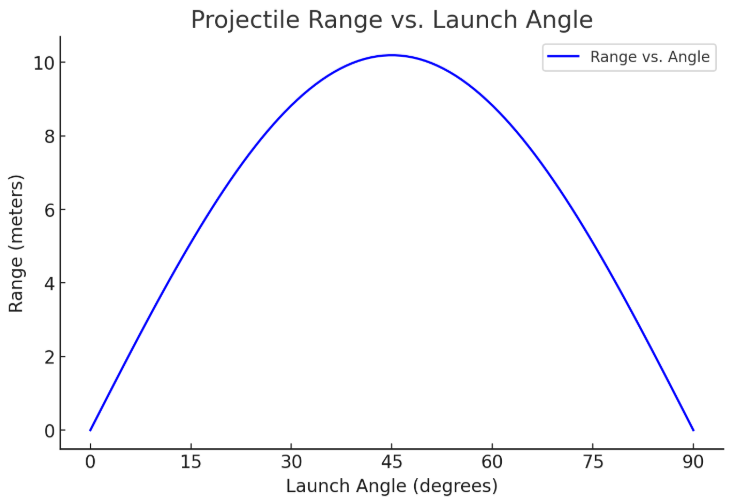 Projectile Range vs. Launch Angle
Range vs. Angle
Range (meters)
10
8
6
4
2
0
0 15 30 45 60 75 90
Launch Angle (degrees)